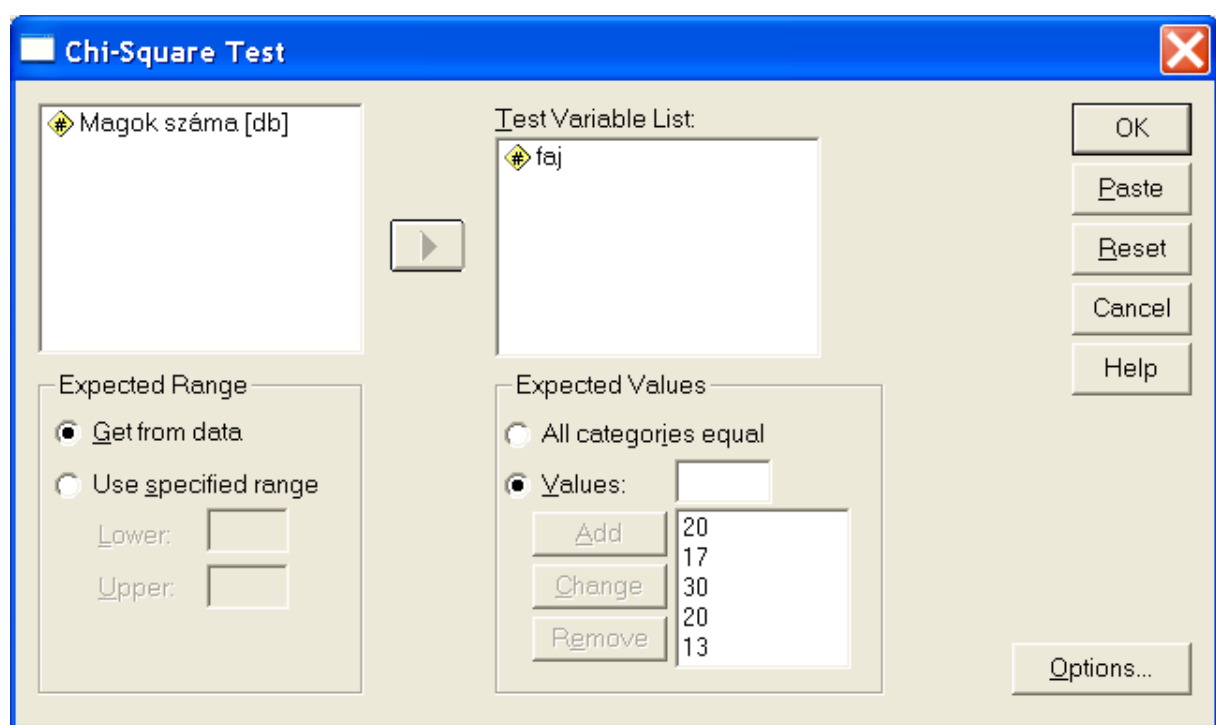 Chi-Square Test
Magok száma [db]
Test Variable List:
faj
OK
Paste
Reset
Cancel
Help
Expected Range
Get from data
Use specified range
Lower:
Upper:
Expected Values
All categories equal
Values:
Add
Change
Remove
20
17
30
20
13
Options...